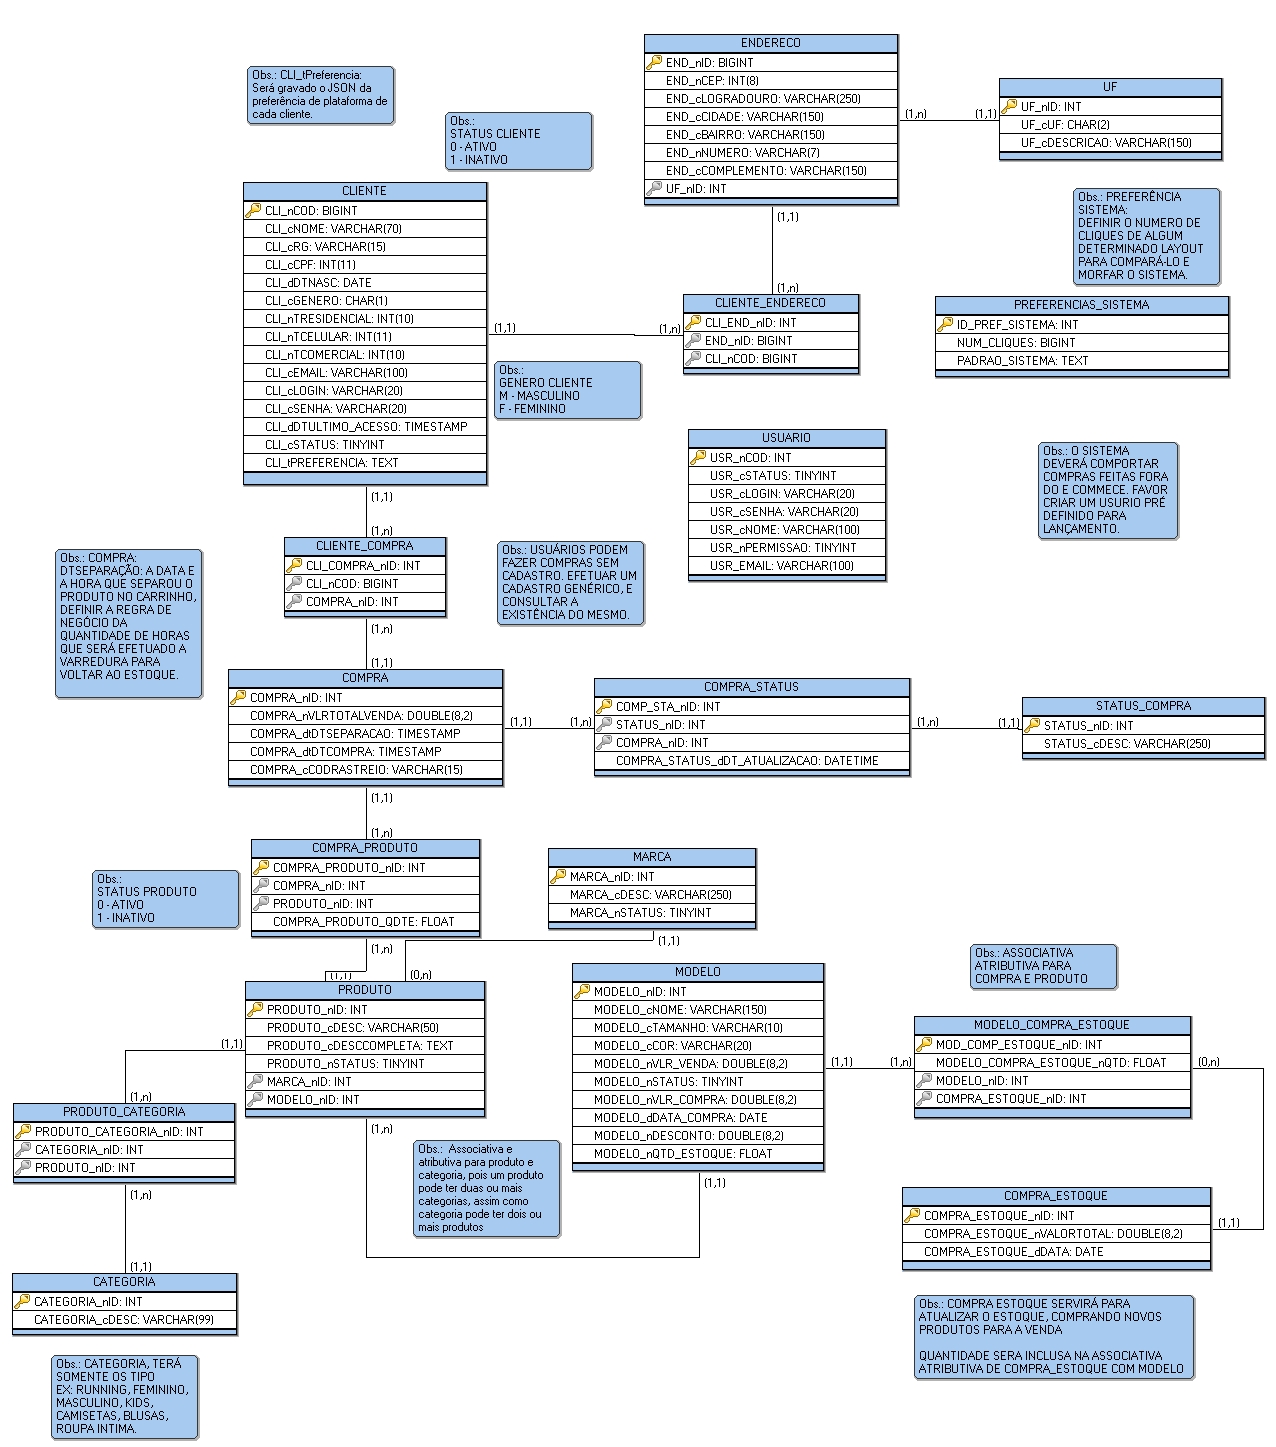 Obs.: CLI_tPreferencia:
Será gravado o JSON da
preferência de plataforma de
cada cliente.
Obs.:
STATUS CLIENTE
0 - ATIVO
1 - INATIVO
ENDERECO
END_nID: BIGINT
END_nCEP: INT(8)
END_cLOGRADOURO: VARCHAR(250)
END_cCIDADE: VARCHAR(150)
END_cBAIRRO: VARCHAR(150)
END_nNUMERO: VARCHAR(7)
END_cCOMPLEMENTO: VARCHAR(150)
UF_nID: INT
(1,n)
(1,1)
UF
UF_nID: INT
UF_cUF: CHAR(2)
UF_cDESCRICAO: VARCHAR(150)
Obs.: PREFERÊNCIA
SISTEMA:
DEFINIR O NUMERO DE
CLIQUES DE ALGUM
DETERMINADO LAYOUT
PARA COMPARÁ-LO E
MORFAR O SISTEMA.
CLIENTE
CLI_nCOD: BIGINT
CLI_cNOME: VARCHAR(70)
CLI_cRG: VARCHAR(15)
CLI_cCPF: INT(11)
CLI_dDTNASC: DATE
CLI_cGENERO: CHAR(1)
CLI_nTRESIDENCIAL: INT(10)
CLI_nTCELULAR: INT(11)
CLI_nTCOMERCIAL: INT(10)
CLI_cEMAIL: VARCHAR(100)
CLI_cLOGIN: VARCHAR(20)
CLI_cSENHA: VARCHAR(20)
CLI_dDTULTIMO_ACESSO: TIMESTAMP
CLI_cSTATUS: TINYINT
CLI_tPREFERENCIA: TEXT
(1,1)
(1,n)
(1,1)
(1,n)
CLIENTE_ENDERECO
CLI_END_nID: INT
END_nID: BIGINT
CLI_nCOD: BIGINT
PREFERENCIAS_SISTEMA
ID_PREF_SISTEMA: INT
NUM_CLIQUES: BIGINT
PADRAO_SISTEMA: TEXT
Obs.:
GENERO CLIENTE
M - MASCULINO
F - FEMININO
USUARIO
USR_nCOD: INT
USR_cSTATUS: TINYINT
USR_cLOGIN: VARCHAR(20)
USR_cSENHA: VARCHAR(20)
USR_cNOME: VARCHAR(100)
USR_nPERMISSAO: TINYINT
USR_EMAIL: VARCHAR(100)
Obs.: O SISTEMA
DEVERÁ COMPORTAR
COMPRAS FEITAS FORA
DO E COMMECE. FAVOR
CRIAR UM USURIO PRÉ
DEFINIDO PARA
LANÇAMENTO.
(1,1)
(1,n)
CLIENTE_COMPRA
CLI_COMPRA_nID: INT
CLI_nCOD: BIGINT
COMPRA_nID: INT
Obs.: USUÁRIOS PODEM
FAZER COMPRAS SEM
CADASTRO. EFETUAR UM
CADASTRO GENÉRICO, E
CONSULTAR A
EXISTÊNCIA DO MESMO.
Obs.: COMPRA:
DTSEPARAÇÃO: A DATA E
A HORA QUE SEPAROU O
PRODUTO NO CARRINHO,
DEFINIR A REGRA DE
NEGÓCIO DA
QUANTIDADE DE HORAS
QUE SERÁ EFETUADO A
VARREDURA PARA
VOLTAR AO ESTOQUE.
(1,n)
(1,1)
COMPRA
COMPRA_nID: INT
COMPRA_nVLRTOTALVENDA: DOUBLE(8,2)
COMPRA_dtDTSEPARACAO: TIMESTAMP
COMPRA_dtDTCOMPRA: TIMESTAMP
COMPRA_cCODRASTREIO: VARCHAR(15)
(1,1)
(1,n)
COMPRA_STATUS
COMP_STA_nID: INT
STATUS_nID: INT
COMPRA_nID: INT
COMPRA_STATUS_dDT_ATUALIZACAO: DATETIME
(1,n)
(1,1)
STATUS_COMPRA
STATUS_nID: INT
STATUS_cDESC: VARCHAR(250)
(1,1)
(1,n)
COMPRA_PRODUTO
COMPRA_PRODUTO_nID: INT
COMPRA_nID: INT
PRODUTO_nID: INT
COMPRA_PRODUTO_QDTE: FLOAT
Obs.:
STATUS PRODUTO
0 - ATIVO
1 - INATIVO
MARCA
MARCA_nID: INT
MARCA_cDESC: VARCHAR(250)
MARCA_nSTATUS: TINYINT
(1,1)
(1,n)
(1,1)
(0,n)
PRODUTO
PRODUTO_nID: INT
PRODUTO_cDESC: VARCHAR(50)
PRODUTO_cDESCCOMPLETA: TEXT
PRODUTO_nSTATUS: TINYINT
MARCA_nID: INT
MODELO_nID: INT
(1,1)
(1,n)
(1,n)
MODELO
MODELO_nID: INT
MODELO_cNOME: VARCHAR(150)
MODELO_cTAMANHO: VARCHAR(10)
MODELO_cCOR: VARCHAR(20)
MODELO_nVLR_VENDA: DOUBLE(8,2)
MODELO_nSTATUS: TINYINT
MODELO_nVLR_COMPRA: DOUBLE(8,2)
MODELO_dDATA_COMPRA: DATE
MODELO_nDESCONTO: DOUBLE(8,2)
MODELO_nQTD_ESTOQUE: FLOAT
(1,1)
(1,1)
(1,n)
Obs.: ASSOCIATIVA
ATRIBUTIVA PARA
COMPRA E PRODUTO
MODELO_COMPRA_ESTOQUE
MOD_COMP_ESTOQUE_nID: INT
MODELO_COMPRA_ESTOQUE_nQTD: FLOAT
MODELO_nID: INT
COMPRA_ESTOQUE_nID: INT
(0,n)
(1,1)
PRODUTO_CATEGORIA
PRODUTO_CATEGORIA_nID: INT
CATEGORIA_nID: INT
PRODUTO_nID: INT
(1,n)
(1,1)
Obs.: Associativa e
atributiva para produto e
categoria, pois um produto
pode ter duas ou mais
categorias, assim como
categoria pode ter dois ou
mais produtos
COMPRA_ESTOQUE
COMPRA_ESTOQUE_nID: INT
COMPRA_ESTOQUE_nVALORTOTAL: DOUBLE(8,2)
COMPRA_ESTOQUE_dDATA: DATE
CATEGORIA
CATEGORIA_nID: INT
CATEGORIA_cDESC: VARCHAR(99)
Obs.: COMPRA ESTOQUE SERVIRÁ PARA
ATUALIZAR O ESTOQUE, COMPRANDO NOVOS
PRODUTOS PARA A VENDA
QUANTIDADE SERA INCLUSA NA ASSOCIATIVA
ATRIBUTIVA DE COMPRA_ESTOQUE COM MODELO
Obs.: CATEGORIA, TERÁ
SOMENTE OS TIPO
EX: RUNNING, FEMININO,
MASCULINO, KIDS,
CAMISETAS, BLUSAS,
ROUPA INTIMA.